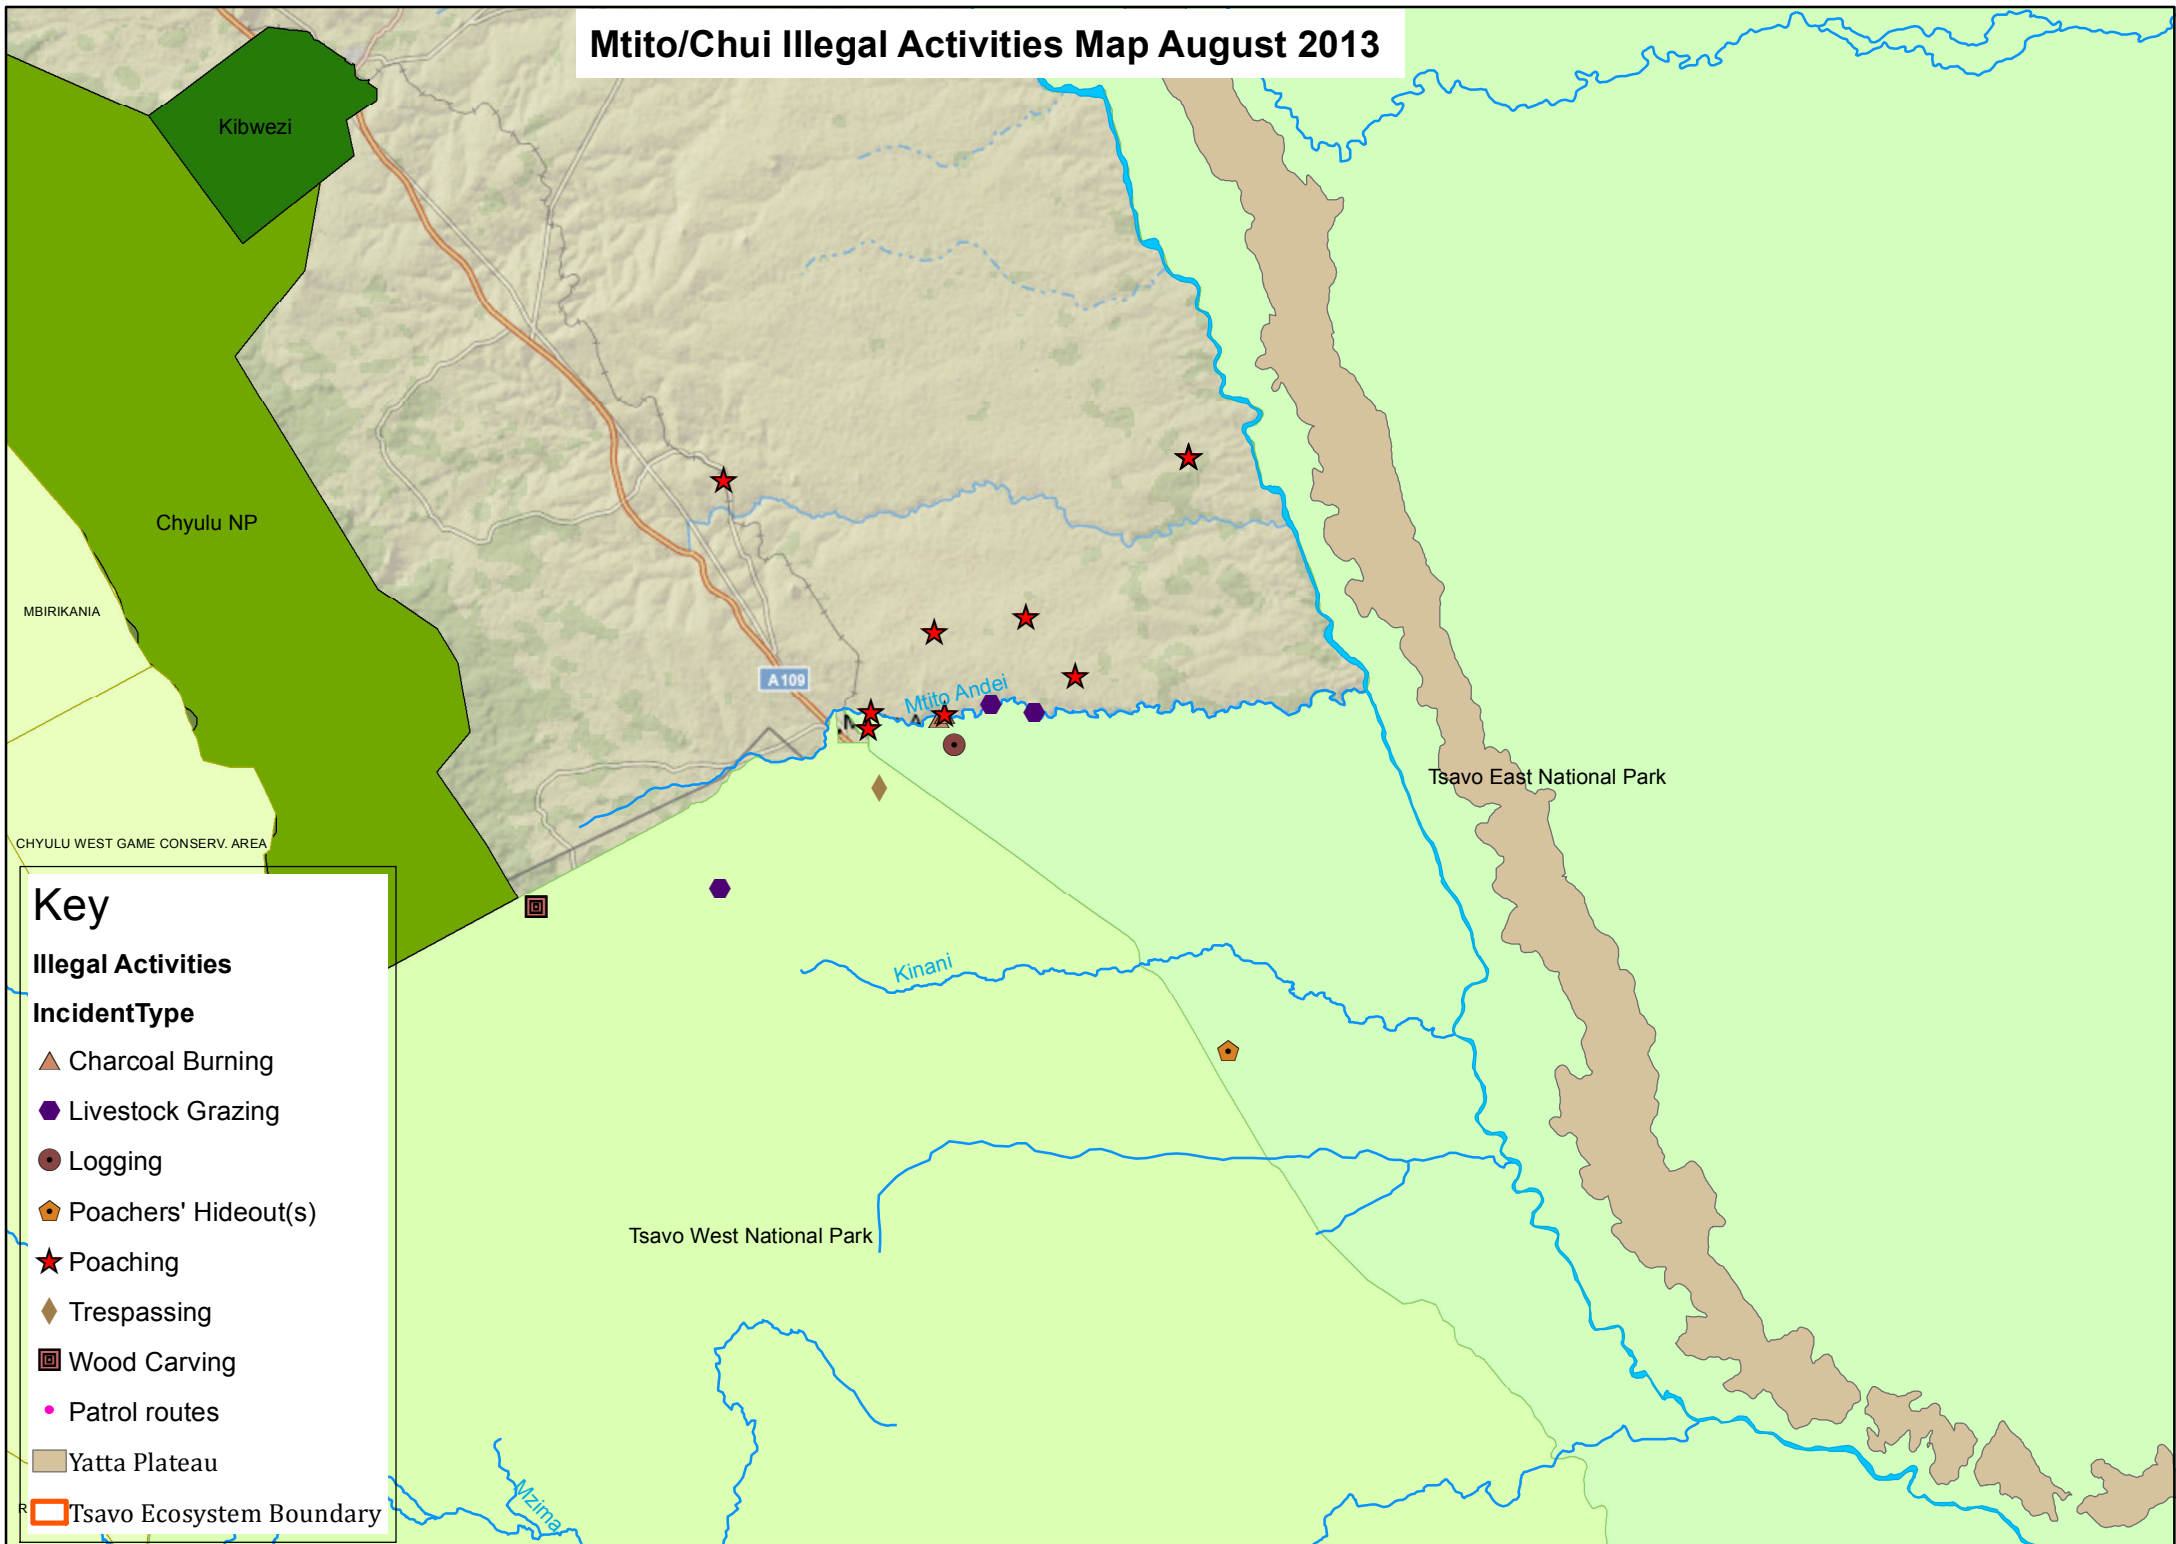 Mtito/Chui Illegal Activities Map August 2013
Kibwezi
Chyulu NP
MBIRIKANIA
A109
Mtito Andei
Tsavo East National Park
CHYULU WEST GAME CONSERV. AREA
Kinani
Tsavo West National Park
Mzima
Key
Illegal Activities
IncidentType
Charcoal Burning
Livestock Grazing
Logging
Poachers' Hideout(s)
Poaching
Trespassing
Wood Carving
Patrol routes
Yatta Plateau
R
Tsavo Ecosystem Boundary